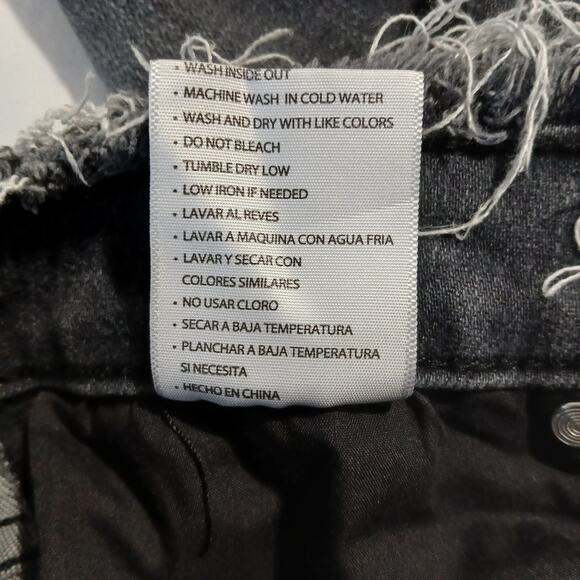 • WASH INSIDE OUT
• MACHINE WASH IN COLD WATER
• WASH AND DRY WITH LIKE COLORS
• DO NOT BLEACH
• TUMBLE DRY LOW
• LOW IRON IF NEEDED
• LAVAR AL REVES
• LAVAR A MAQUINA CON AGUA FRIA
• LAVAR Y SECAR CON
COLORES SIMILARES
• NO USAR CLORO
• SECAR A BAJA TEMPERATURA
• PLANCHAR A BAJA TEMPERATURA
SI NECESITA
• HECHO EN CHINA